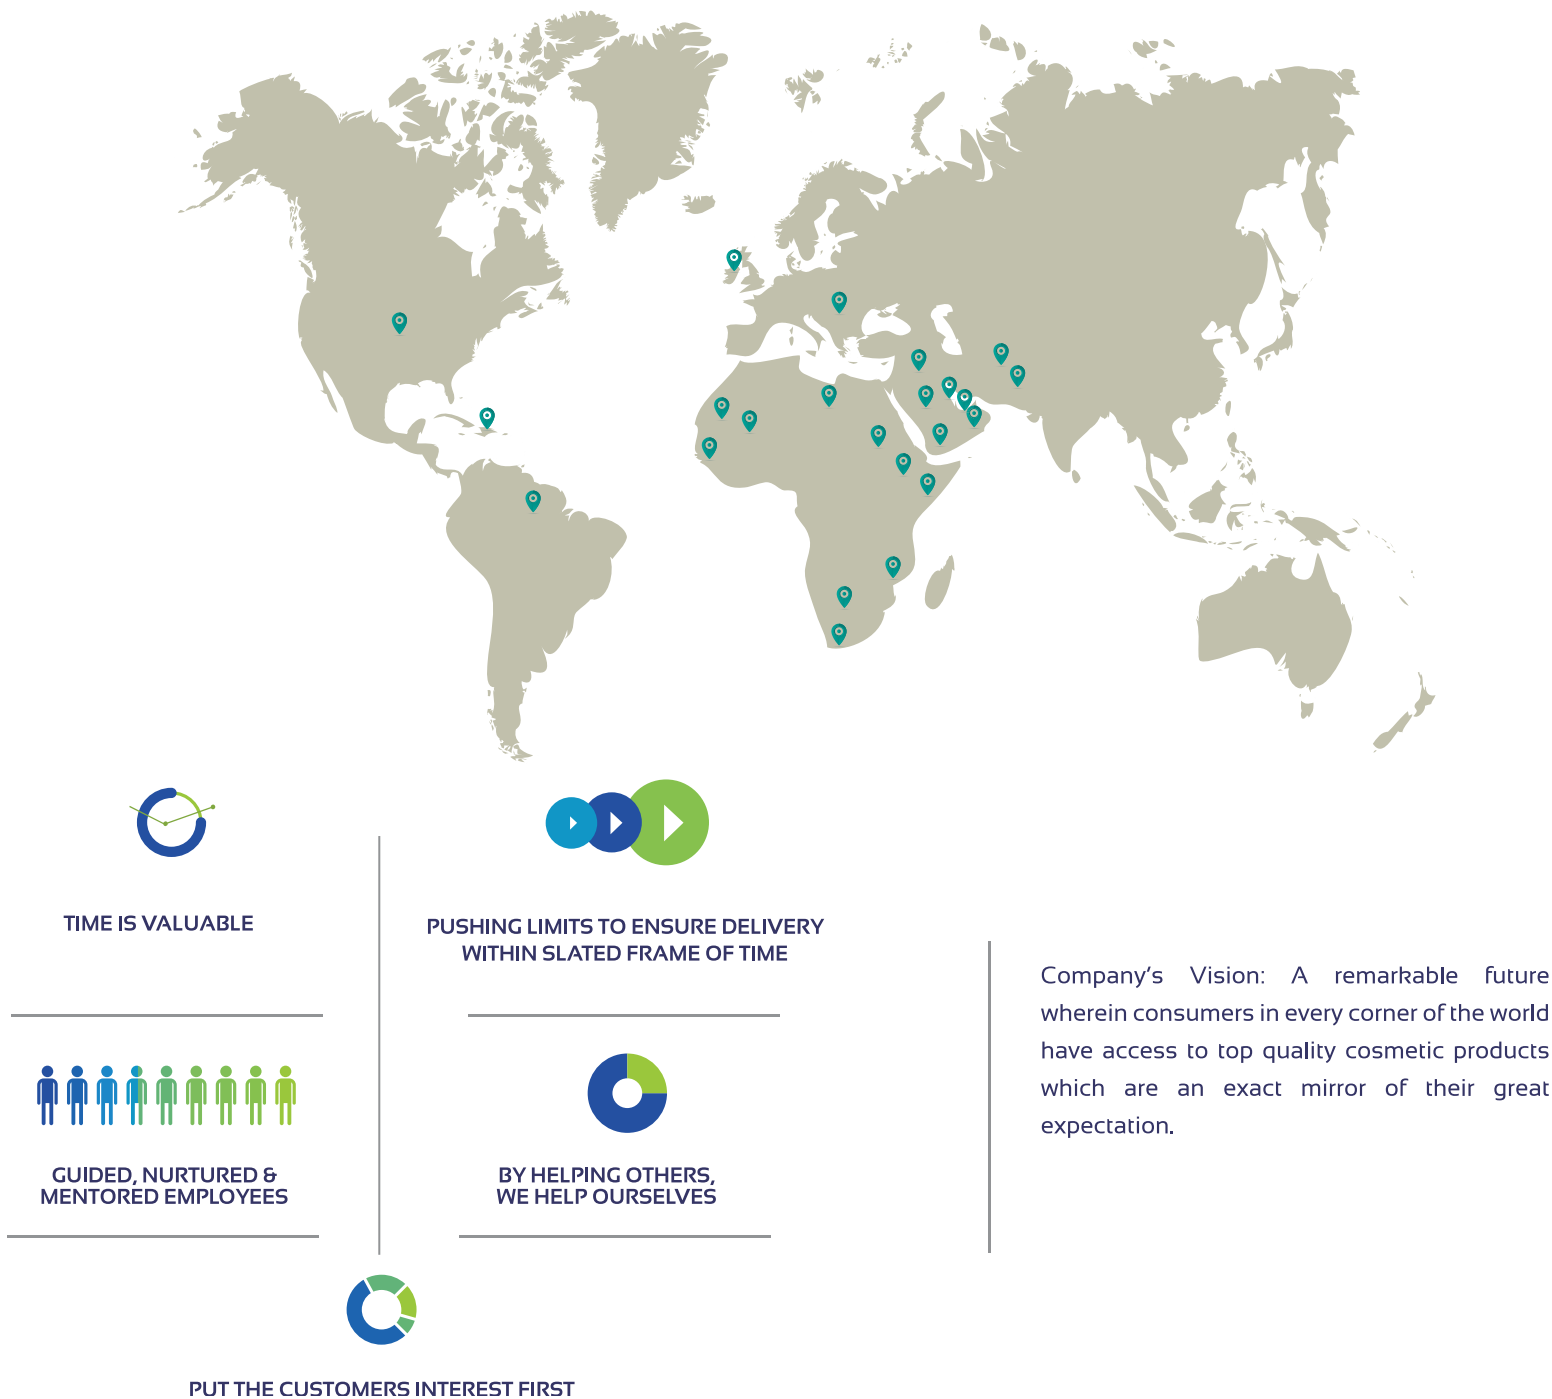 TIME IS VALUABLE
PUSHING LIMITS TO ENSURE DELIVERY
WITHIN SLATED FRAME OF TIME
GUIDED, NURTURED &
MENTORED EMPLOYEES
BY HELPING OTHERS,
WE HELP OURSELVES
PUT THE CUSTOMERS INTEREST FIRST
Company's Vision: A remarkable future
wherein consumers in every corner of the world
have access to top quality cosmetic products
which are an exact mirror of their great
expectation.